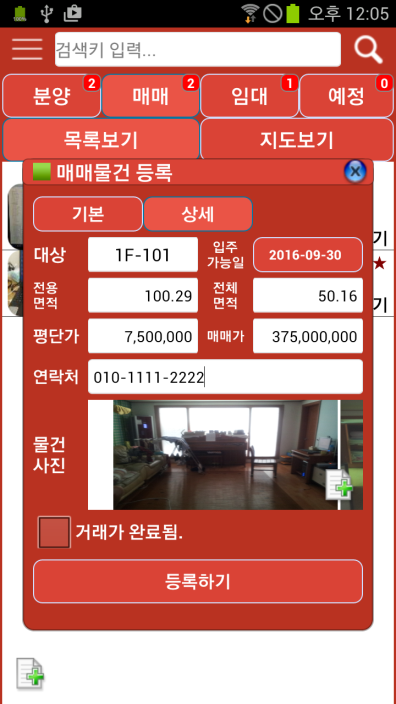 오후 12:05
검색키 입력...
분양 2 매매 2 임대 1 예정 0
목록보기 지도보기
매매물건 등록
기본 상세
대상 1F-101 입주 가능일 2016-09-30
전용 면적 100.29 전체 면적 50.16
평단가 7,500,000 매매가 375,000,000
연락처 010-1111-2222
물건 사진
거래가 완료됨.
등록하기
기
기